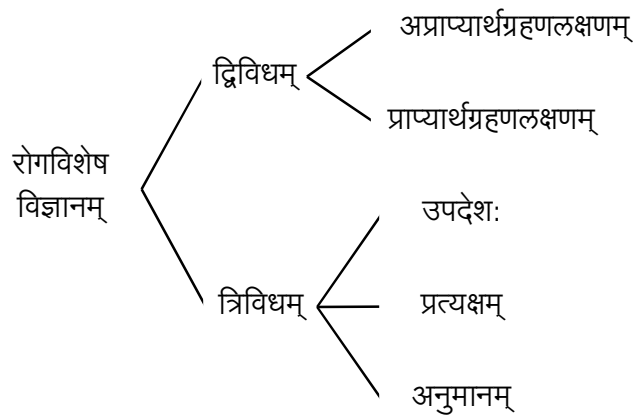 रोगविशेष
विज्ञानम्
द्विविधम्
अप्राप्यार्थग्रहणलक्षणम्
प्राप्यार्थग्रहणलक्षणम्
त्रिविधम्
उपदेश:
प्रत्यक्षम्
अनुमानम्